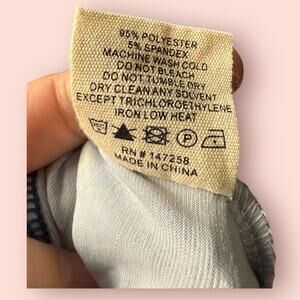 95% POLYESTER
5% SPANDEX
MACHINE WASH COLD
DO NOT BLEACH
DO NOT TUMBLE DRY
DRY CLEAN ANY SOLVENT
EXCEPT TRICHLOROETHYLENE
IRON LOW HEAT
P
RN# 147258
MADE IN CHINA